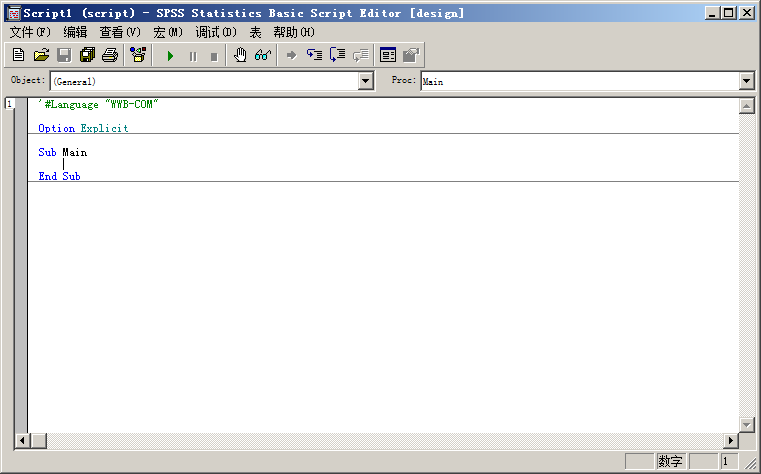 Script1 (script) - SPSS Statistics Basic Script Editor [design]
文件(F) 编辑 查看(V) 宏(M) 调试(D) 表 帮助(H)
Object: (General) Proc: Main
1 '#Language "WWB-COM"
Option Explicit
Sub Main
End Sub
数字 1